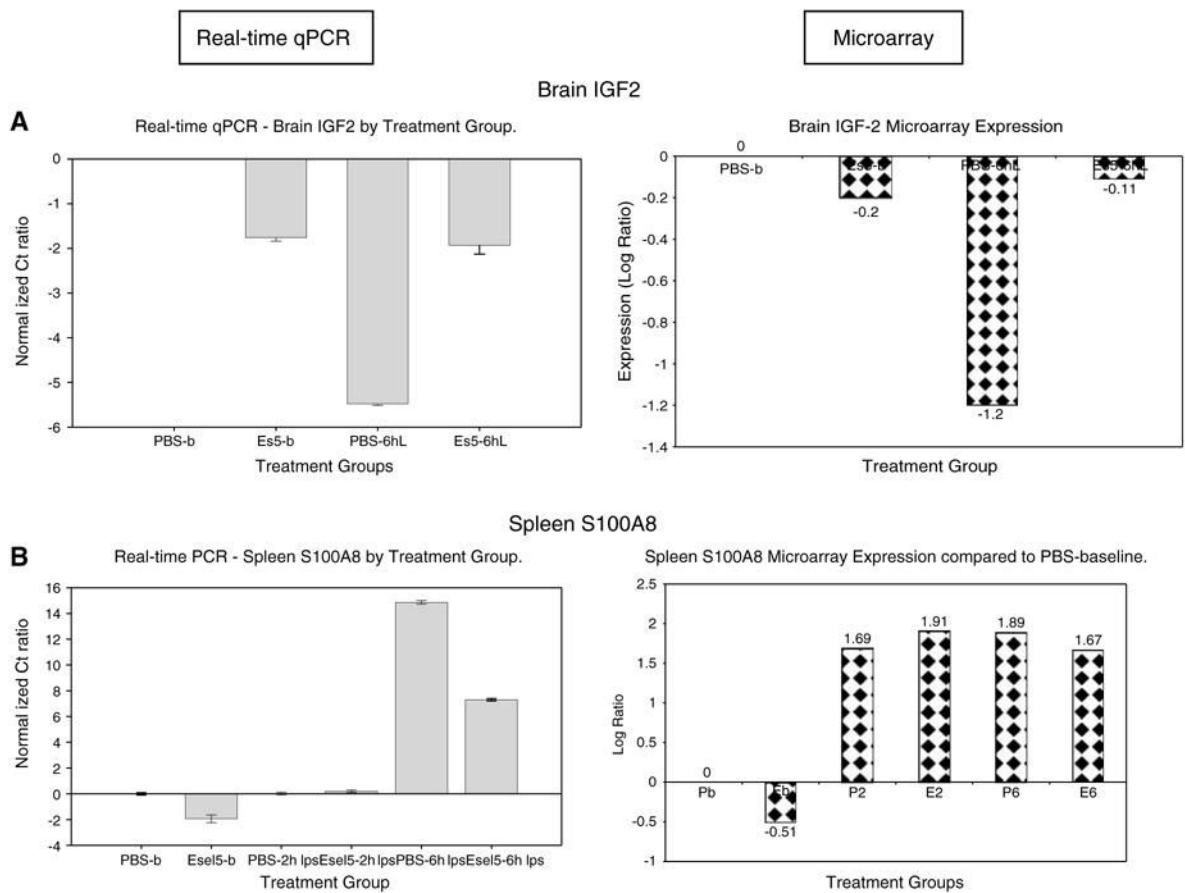 Real-time qPCR
Microarray
Brain IGF2
A
Real-time qPCR - Brain IGF2 by Treatment Group.
0
-1
-2
-3
-4
-5
-6
Normal ized Ct ratio
PBS-b Es5-b PBS-6hL Es5-6hL
Treatment Groups
Brain IGF-2 Microarray Expression
0
0
-0.2
-0.4
-0.6
-0.8
-1
-1.2
-1.4
Expression (Log Ratio)
PBS-b Es5-b PBS-6hL Es5-6hL
-0.2
-1.2
-0.11
Treatment Group
Spleen S100A8
B
Real-time PCR - Spleen S100A8 by Treatment Group.
16
14
12
10
8
6
4
2
0
-2
-4
Normal ized Ct ratio
PBS-b Esel5-b PBS-2h lps Esel5-2h lps PBS-6h lps Esel5-6h lps
Treatment Group
Spleen S100A8 Microarray Expression compared to PBS-baseline.
2.5
2
1.5
1
0.5
0
-0.5
-1
Log Ratio
0
-0.51
1.69
1.91
1.89
1.67
Pb Eb P2 E2 P6 E6
Treatment Groups